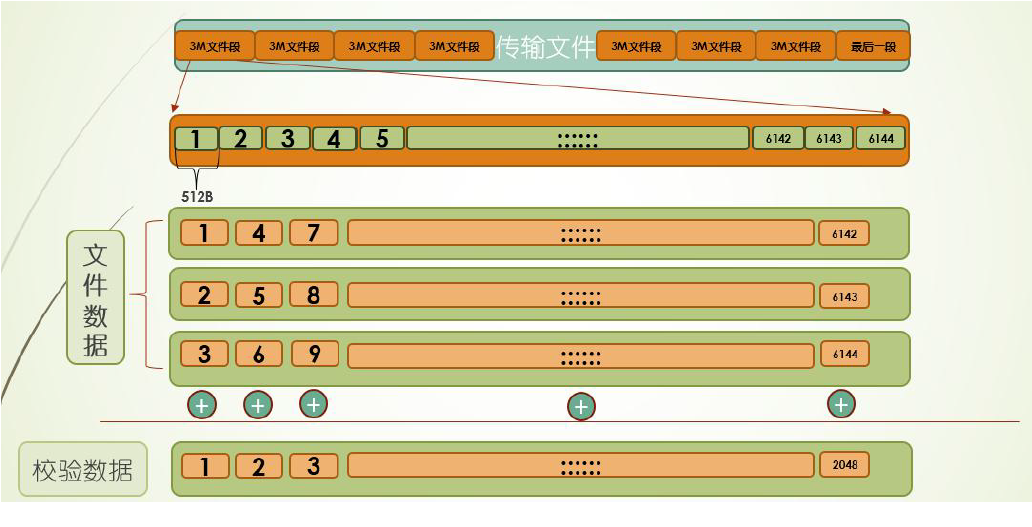 3M文件段 3M文件段 3M文件段 3M文件段 传输文件 3M文件段 3M文件段 3M文件段 最后一段
1 2 3 4 5 …… 6142 6143 6144
512B
文件数据
1 4 7 …… 6142
2 5 8 …… 6143
3 6 9 …… 6144
+ + + + +
校验数据
1 2 3 …… 2048